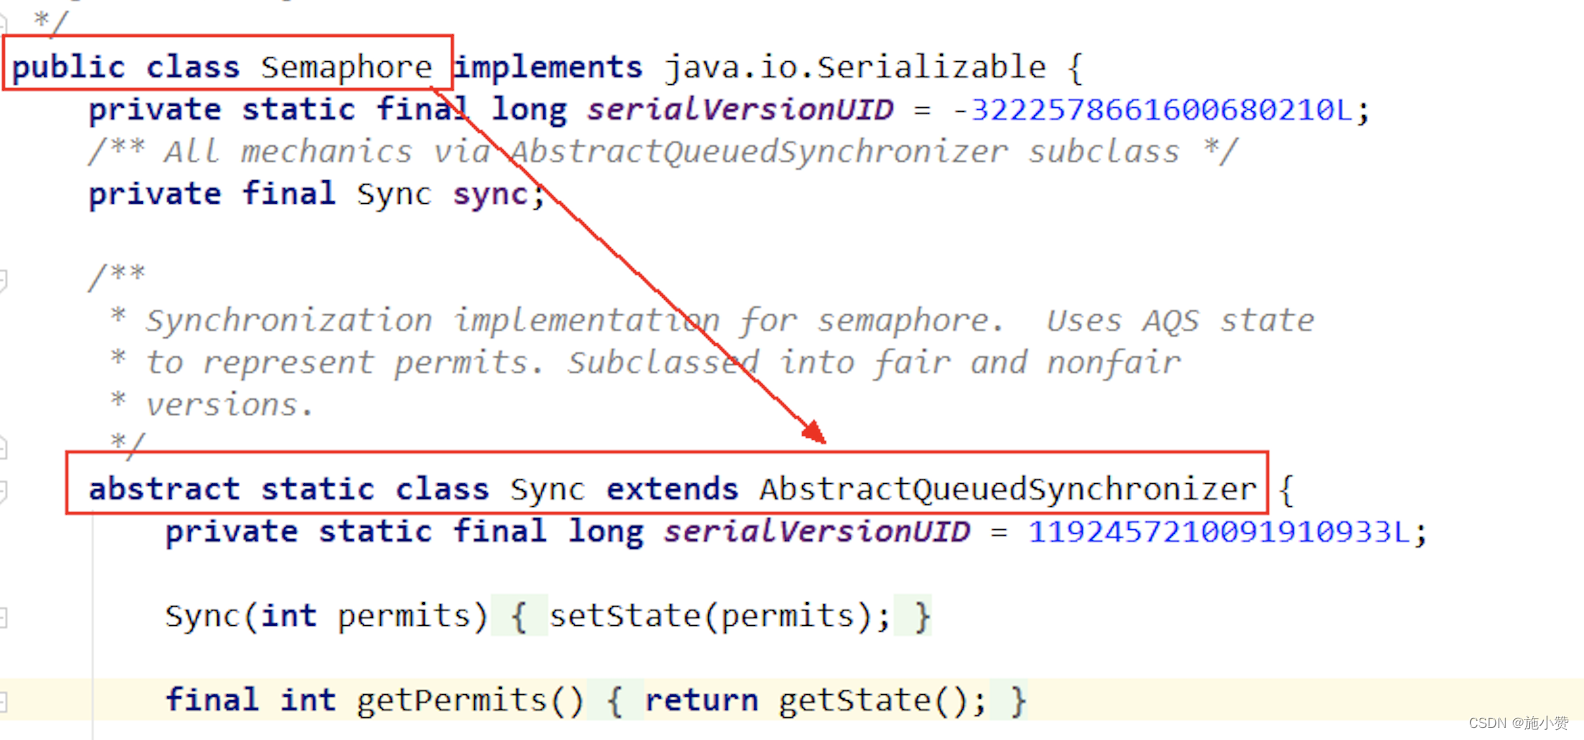 */
public class Semaphore implements java.io.Serializable {
private static final long serialVersionUID = -3222578661600680210L;
/** All mechanics via AbstractQueuedSynchronizer subclass */
private final Sync sync;
/**
* Synchronization implementation for semaphore.  Uses AQS state
* to represent permits. Subclassed into fair and nonfair
* versions.
*/
abstract static class Sync extends AbstractQueuedSynchronizer {
private static final long serialVersionUID = 1192457210091910933L;
Sync(int permits) { setState(permits); }
final int getPermits() { return getState(); }
CSDN @施小赞